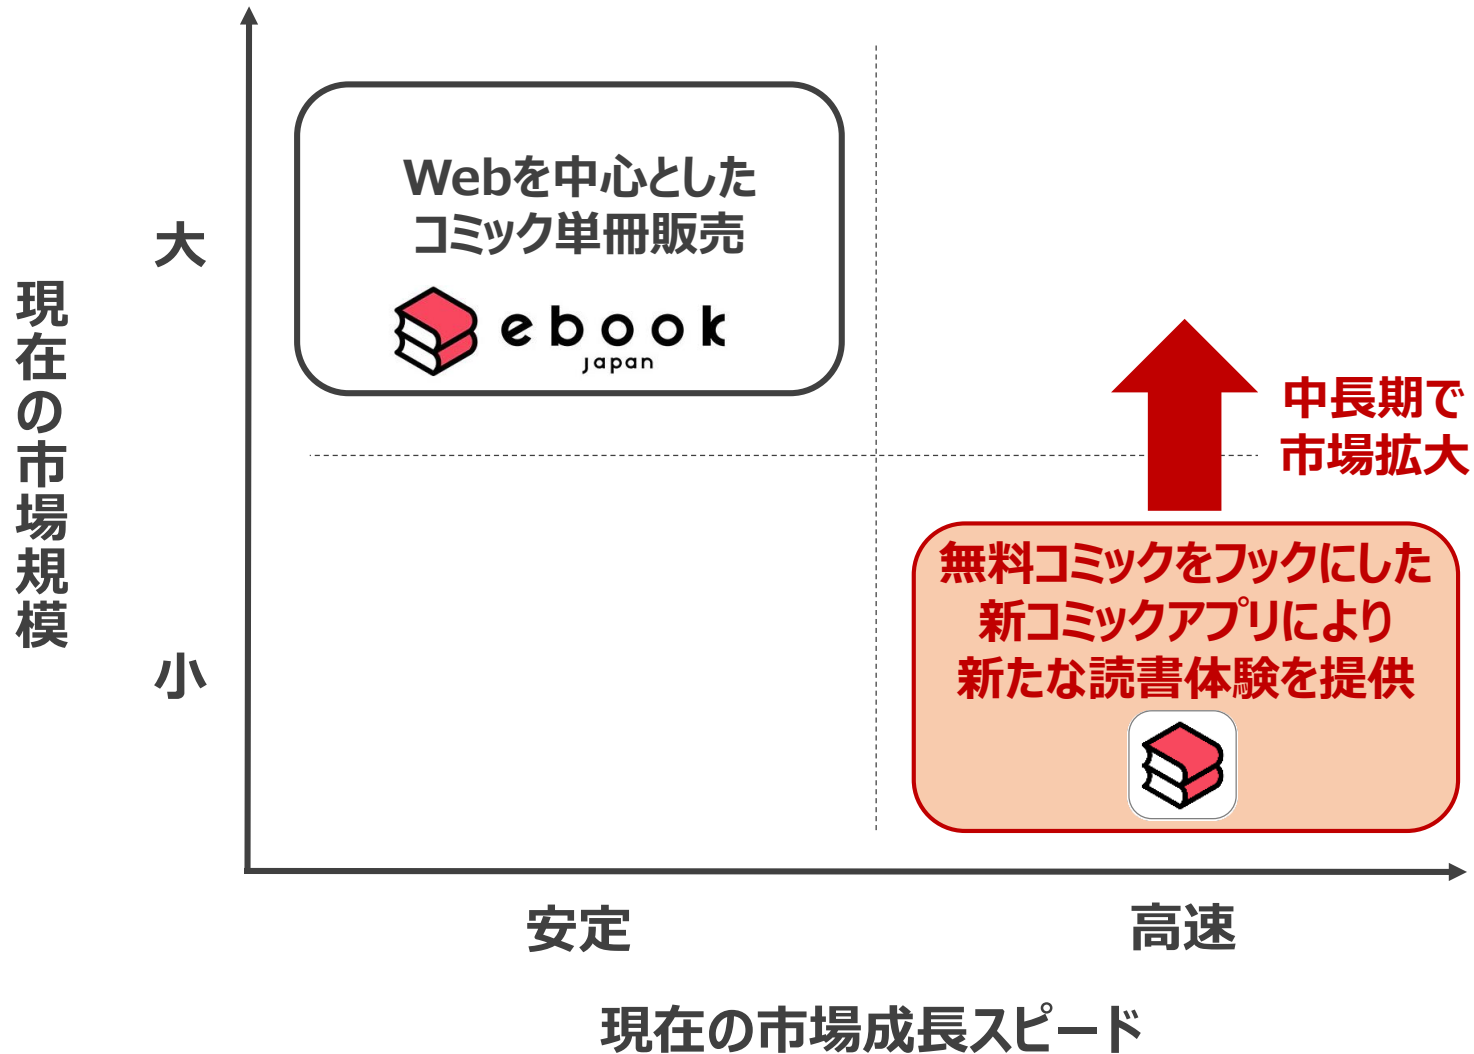 現在の市場規模
大
小
Webを中心とした
コミック単冊販売
ebook
japan
中長期で
市場拡大
無料コミックをフックにした
新コミックアプリにより
新たな読書体験を提供
安定
高速
現在の市場成長スピード